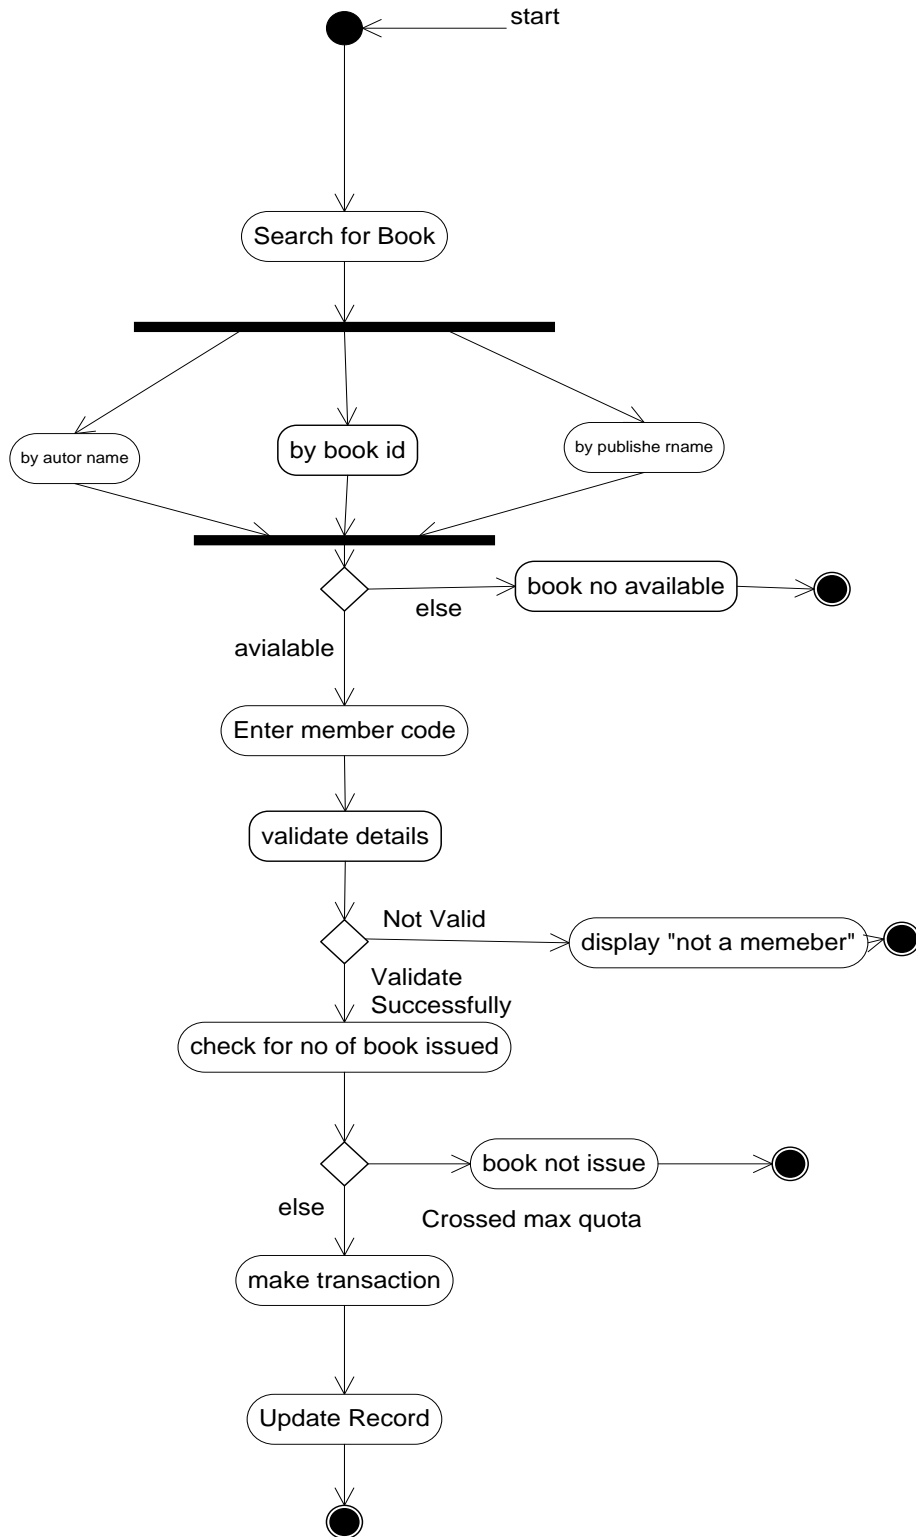 start
Search for Book
by autor name
by book id
by publishe rname
book no available
else
avialable
Enter member code
validate details
Not Valid
display "not a memeber"
Validate
Successfully
check for no of book issued
book not issue
else
Crossed max quota
make transaction
Update Record